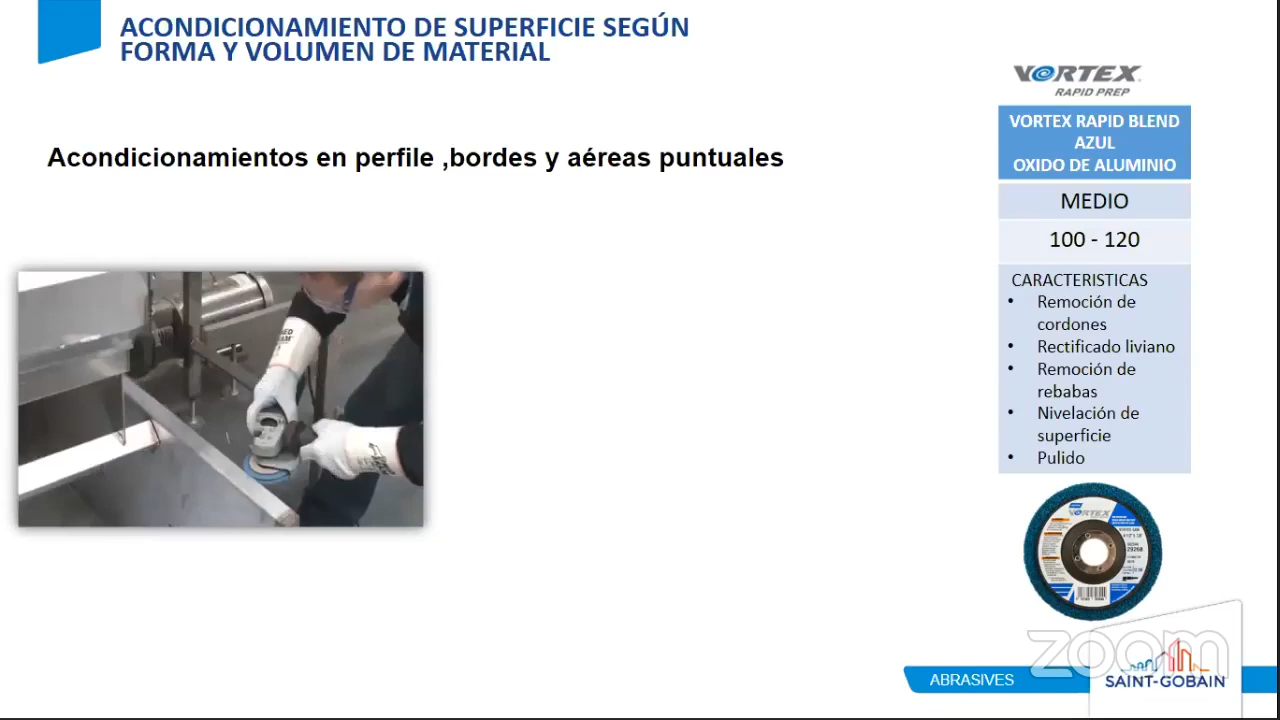 ACONDICIONAMIENTO DE SUPERFICIE SEGÚN
FORMA Y VOLUMEN DE MATERIAL
VORTEX
RAPID PREP
VORTEX RAPID BLEND
AZUL
OXIDO DE ALUMINIO
MEDIO
100 - 120
Acondicionamientos en perfile ,bordes y aéreas puntuales
CARACTERISTICAS
• Remoción de
cordones
• Rectificado liviano
• Remoción de
rebabas
• Nivelación de
superficie
• Pulido
VORTEX
zoom
ABRASIVES
SAINT-GOBAIN